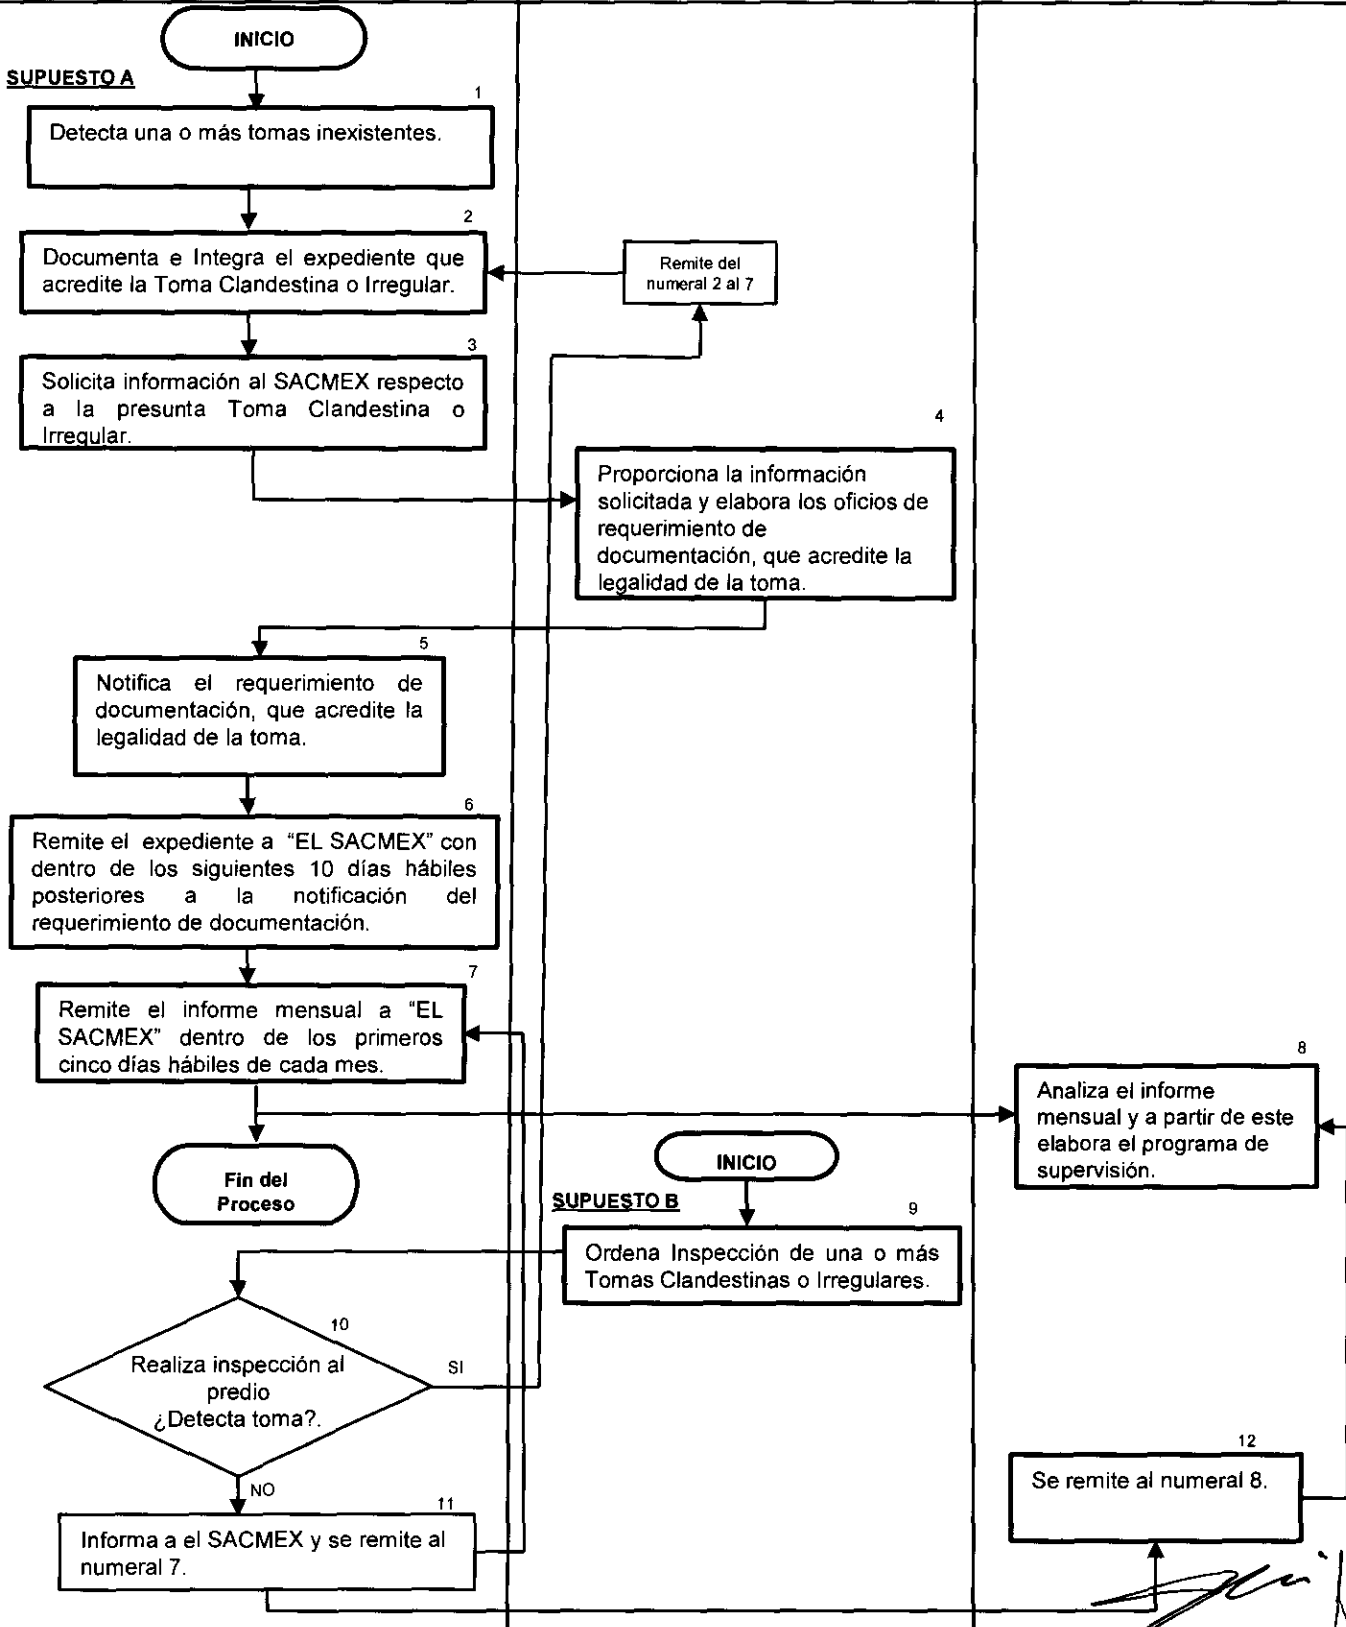 INICIO
SUPUESTO A
1
Detecta una o más tomas inexistentes.
2
Documenta e Integra el expediente que
acredite la Toma Clandestina o Irregular.
Remite del
numeral 2 al 7
3
Solicita información al SACMEX respecto
a la presunta Toma Clandestina o
Irregular.
4
Proporciona la información
solicitada y elabora los oficios de
requerimiento de
documentación, que acredite la
legalidad de la toma.
5
Notifica el requerimiento de
documentación, que acredite la
legalidad de la toma.
6
Remite el expediente a "EL SACMEX" con
dentro de los siguientes 10 días hábiles
posteriores a la notificación del
requerimiento de documentación.
7
Remite el informe mensual a "EL
SACMEX" dentro de los primeros
cinco días hábiles de cada mes.
8
Analiza el informe
mensual y a partir de este
elabora el programa de
supervisión.
Fin del
Proceso
INICIO
SUPUESTO B
9
Ordena Inspección de una o más
Tomas Clandestinas o Irregulares.
10
Realiza inspección al
predio
¿Detecta toma?.
SI
NO
11
Informa a el SACMEX y se remite al
numeral 7.
12
Se remite al numeral 8.